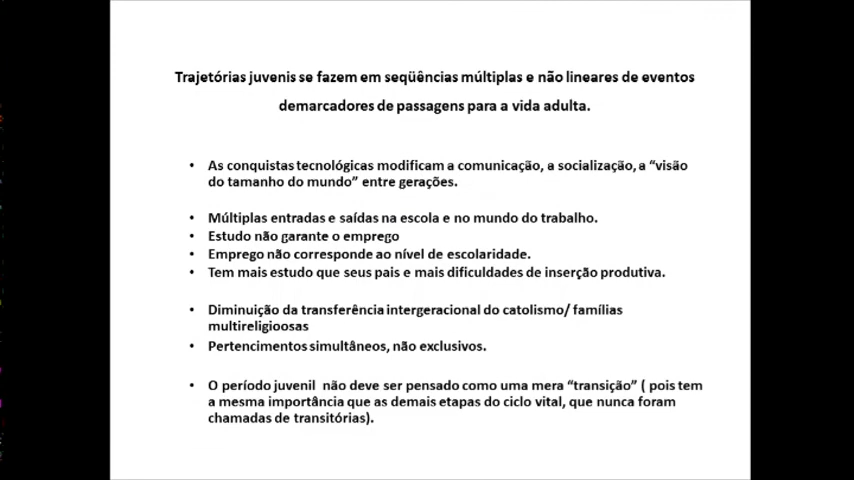 Trajetórias juvenis se fazem em seqüências múltiplas e não lineares de eventos
demarcadores de passagens para a vida adulta.
• As conquistas tecnológicas modificam a comunicação, a socialização, a “visão
do tamanho do mundo” entre gerações.
• Múltiplas entradas e saídas na escola e no mundo do trabalho.
• Estudo não garante o emprego
• Emprego não corresponde ao nível de escolaridade.
• Tem mais estudo que seus pais e mais dificuldades de inserção produtiva.
• Diminuição da transferência intergeracional do catolismo/ famílias
multireligioosas
• Pertencimentos simultâneos, não exclusivos.
• O período juvenil não deve ser pensado como uma mera “transição” ( pois tem
a mesma importância que as demais etapas do ciclo vital, que nunca foram
chamadas de transitórias).